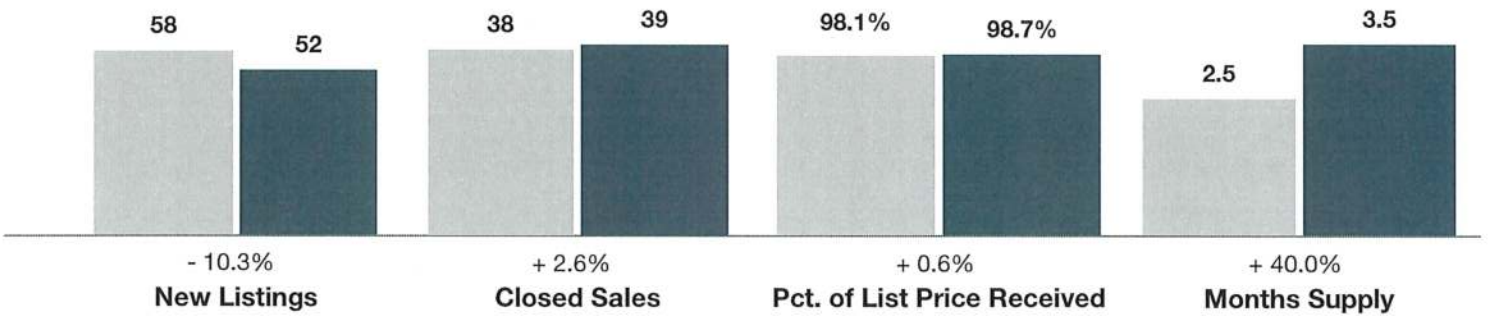 58 52 38 39 98.1% 98.7% 2.5 3.5
- 10.3% + 2.6% + 0.6% + 40.0%
New Listings Closed Sales Pct. of List Price Received Months Supply